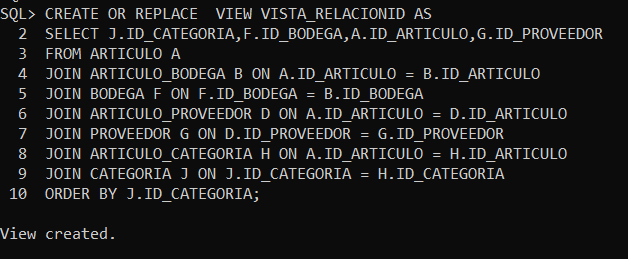 SQL> CREATE OR REPLACE  VIEW VISTA_RELACIONID AS
  2  SELECT J.ID_CATEGORIA,F.ID_BODEGA,A.ID_ARTICULO,G.ID_PROVEEDOR
  3  FROM ARTICULO A
  4  JOIN ARTICULO_BODEGA B ON A.ID_ARTICULO = B.ID_ARTICULO
  5  JOIN BODEGA F ON F.ID_BODEGA = B.ID_BODEGA
  6  JOIN ARTICULO_PROVEEDOR D ON A.ID_ARTICULO = D.ID_ARTICULO
  7  JOIN PROVEEDOR G ON D.ID_PROVEEDOR = G.ID_PROVEEDOR
  8  JOIN ARTICULO_CATEGORIA H ON A.ID_ARTICULO = H.ID_ARTICULO
  9  JOIN CATEGORIA J ON J.ID_CATEGORIA = H.ID_CATEGORIA
 10  ORDER BY J.ID_CATEGORIA;
View created.